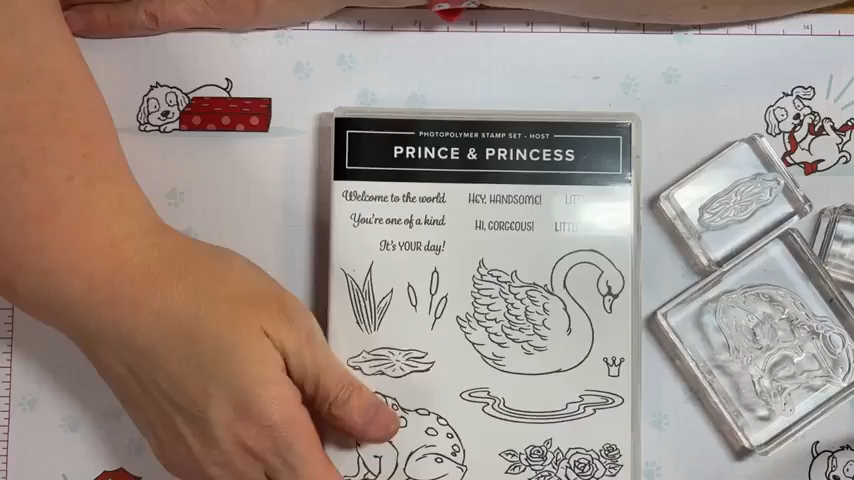 PHOTOPOLYMER STAMP SET • HOST
PRINCE & PRINCESS
Welcome to the world
HEY, HANDSOME!
You're one of a kind
HI, GORGEOUS!
It's YOUR day!